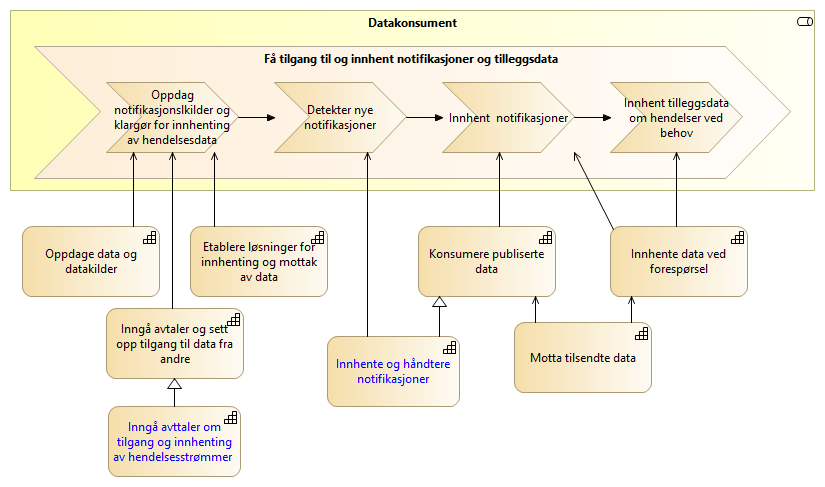 Datakonsument
Få tilgang til og innhent notifikasjoner og tilleggsdata
Oppdag
notifikasjonslkilder og
klargjør for innhenting
av hendelsesdata
Detekter nye
notifikasjoner
Innhent  notifikasjoner
Innhent tilleggsdata
om hendelser ved
behov
Oppdage data og
datakilder
Etablere løsninger for
innhenting og mottak
av data
Konsumere publiserte
data
Innhente data ved
forespørsel
Inngå avtaler og sett
opp tilgang til data fra
andre
Innhente og håndtere
notifikasjoner
Motta tilsendte data
Inngå avttaler om
tilgang og innhenting
av hendelsesstrømmer